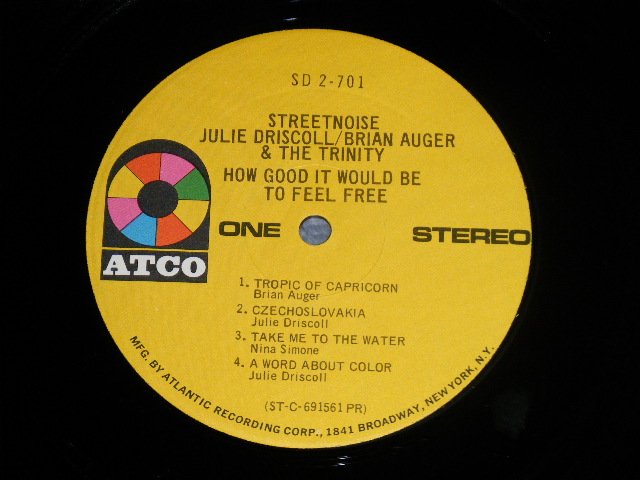 SD 2-701
STREETNOISE
JULIE DRISCOLL/BRIAN AUGER
& THE TRINITY
HOW GOOD IT WOULD BE
TO FEEL FREE
ATCO
ONE
STEREO
1. TROPIC OF CAPRICORN
Brian Auger
2. CZECHOSLOVAKIA
Julie Driscoll
3. TAKE ME TO THE WATER
Nina Simone
4. A WORD ABOUT COLOR
Julie Driscoll
(ST-C-691561 PR)
MFG. BY ATLANTIC RECORDING CORP., 1841 BROADWAY, NEW YORK, N.Y.